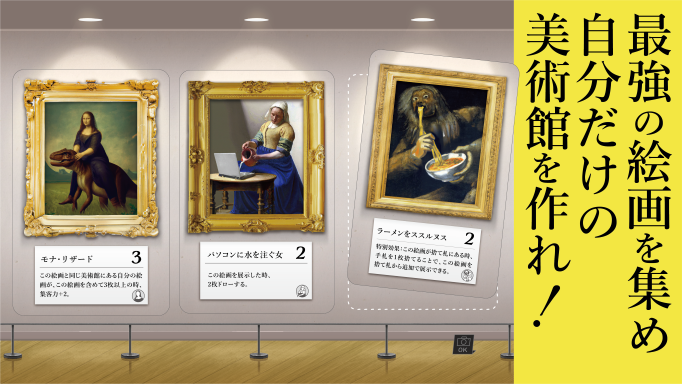 最強の絵画を集め
自分だけの
美術館を作れ！
モナ・リザード 3
この絵画と同じ美術館にある自分の絵
画が、この絵画を含めて3枚以上の時、
集客力+2。
パソコンに水を注ぐ女 2
この絵画を展示した時、
2枚ドローする。
ラーメンをススルヌス 2
特別効果：この絵画が捨て札にある時、
手札を1枚捨てることで、この絵画を
捨て札から追加で展示できる。
OK